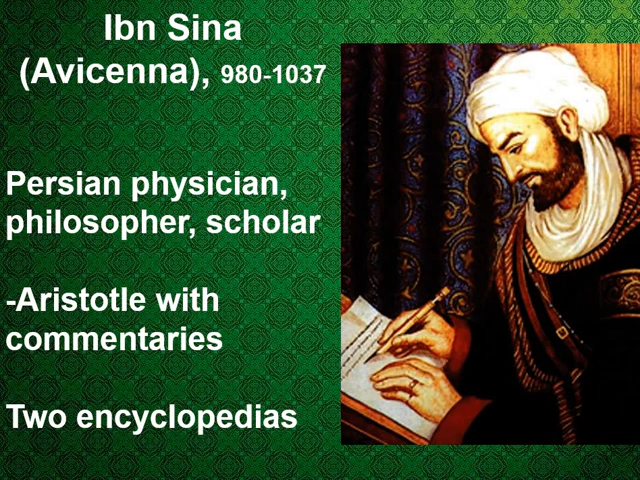 Ibn Sina
(Avicenna), 980-1037
Persian physician,
philosopher, scholar
-Aristotle with
commentaries
Two encyclopedias